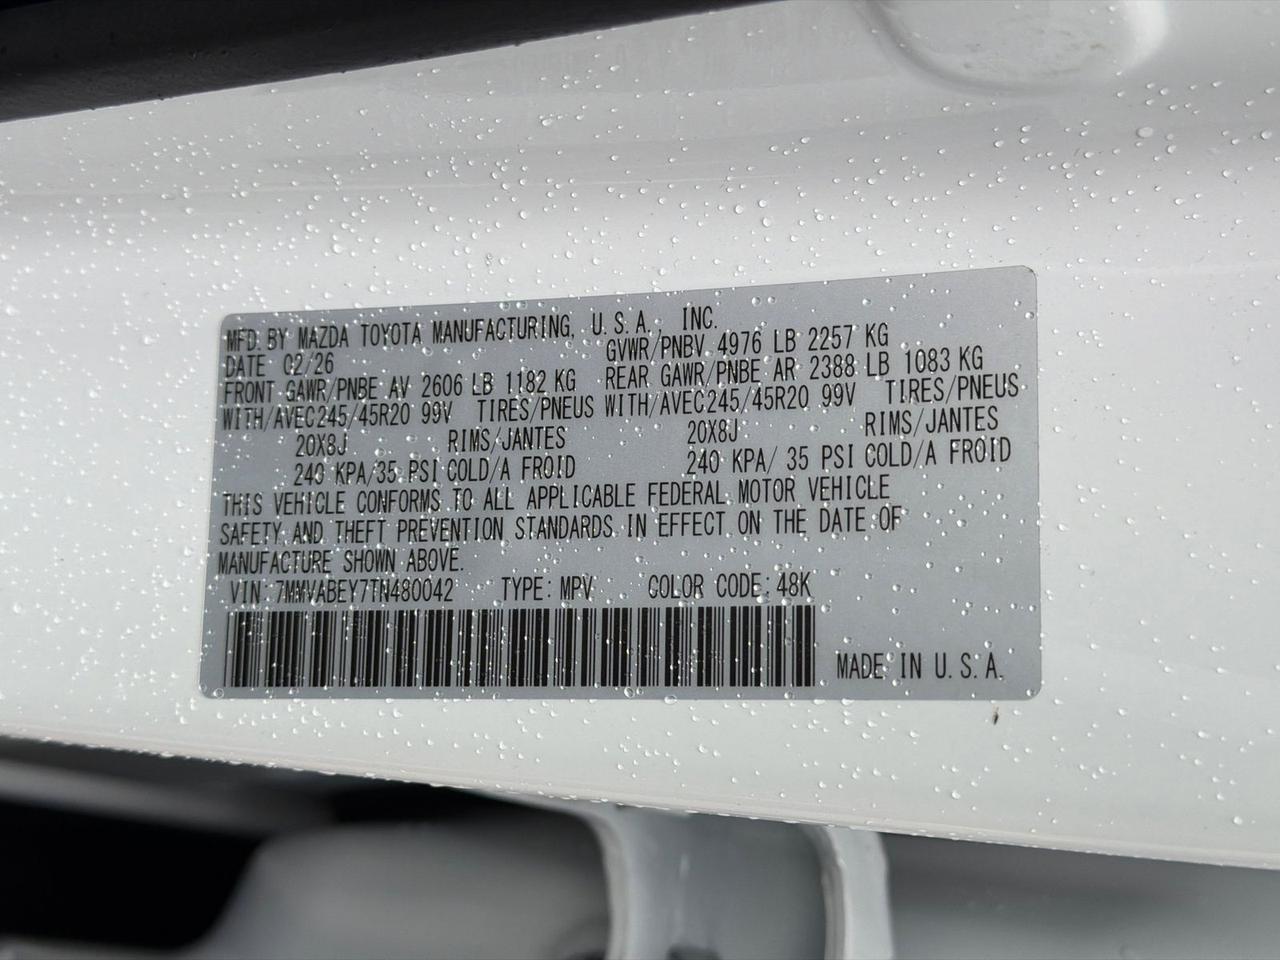 MFD. BY MAZDA TOYOTA MANUFACTURING, U.S.A., INC.
DATE 02/26 GVWR/PNBV 4976 LB 2257 KG
FRONT GAWR/PNBE AV 2606 LB 1182 KG REAR GAWR/PNBE AR 2388 LB 1083 KG
WITH/AVEC245/45R20 99V TIRES/PNEUS WITH/AVEC245/45R20 99V TIRES/PNEUS
20X8J RIMS/JANTES 20X8J RIMS/JANTES
240 KPA/35 PSI COLD/A FROID 240 KPA/ 35 PSI COLD/A FROID
THIS VEHICLE CONFORMS TO ALL APPLICABLE FEDERAL MOTOR VEHICLE
SAFETY AND THEFT PREVENTION STANDARDS IN EFFECT ON THE DATE OF
MANUFACTURE SHOWN ABOVE.
VIN: 7MMVABEY7TN480042 TYPE: MPV COLOR CODE: 48K
MADE IN U.S.A.